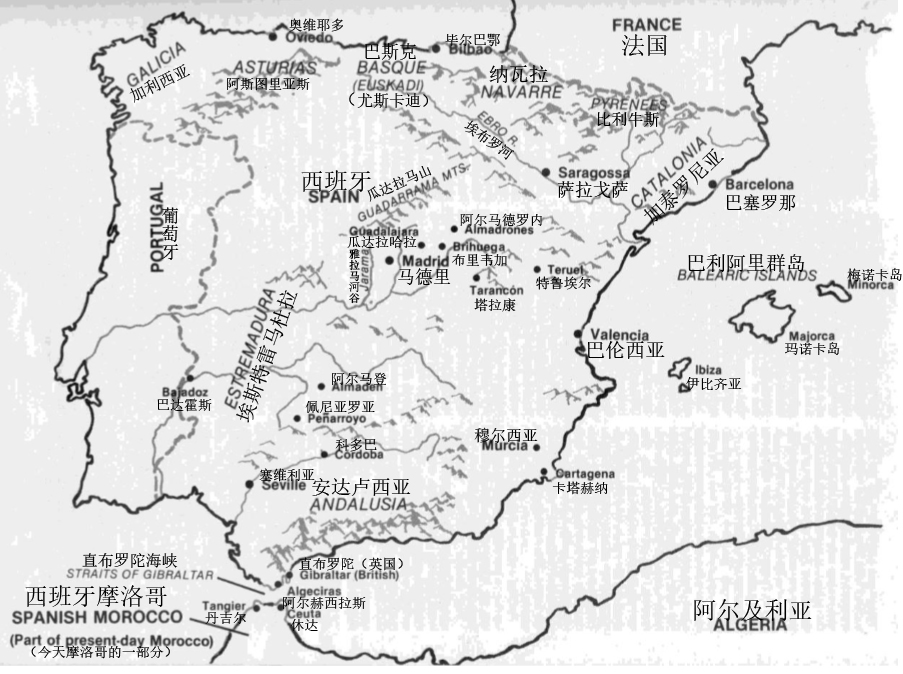 奥维耶多
Oviedo
毕尔巴鄂
Bilbao
FRANCE
法国
GALICIA
加利西亚
ASTURIAS
阿斯图里亚斯
巴斯克
BASQUE
(EUSKADI)
（尤斯卡迪）
纳瓦拉
NAVARRE
PYRENEES
比利牛斯
EBRO R.
埃布罗河
CATALONIA
加泰罗尼亚
Saragossa
萨拉戈萨
Barcelona
巴塞罗那
西班牙
SPAIN
瓜达拉马山
GUADARRAMA MTS.
PORTUGAL
葡萄牙
阿尔马德罗内
Almadrones
Guadalajara
瓜达拉哈拉
Brihuega
布里韦加
Madrid
马德里
雅拉马河谷
Jarama
Teruel
特鲁埃尔
Tarancón
塔拉康
巴利阿里群岛
BALEARIC ISLANDS
梅诺卡岛
Minorca
Majorca
玛诺卡岛
Ibiza
伊比齐亚
Valencia
巴伦西亚
ESTREMADURA
埃斯特雷马杜拉
Bajadoz
巴达霍斯
阿尔马登
Almaden
佩尼亚罗亚
Peñarroyo
科多巴
Cordoba
穆尔西亚
Murcia
Cartagena
卡塔赫纳
塞维利亚
Seville
安达卢西亚
ANDALUSIA
直布罗陀海峡
STRAITS OF GIBRALTAR
直布罗陀（英国）
Gibraltar (British)
Algeciras
阿尔赫西拉斯
Ceuta
休达
Tangier
丹吉尔
西班牙摩洛哥
SPANISH MOROCCO
(Part of present-day Morocco)
（今天摩洛哥的一部分）
阿尔及利亚
ALGERIA